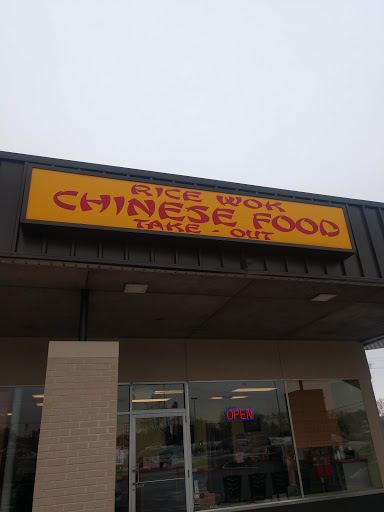 RICE WOK
CHINESE FOOD
TAKE - OUT
OPEN